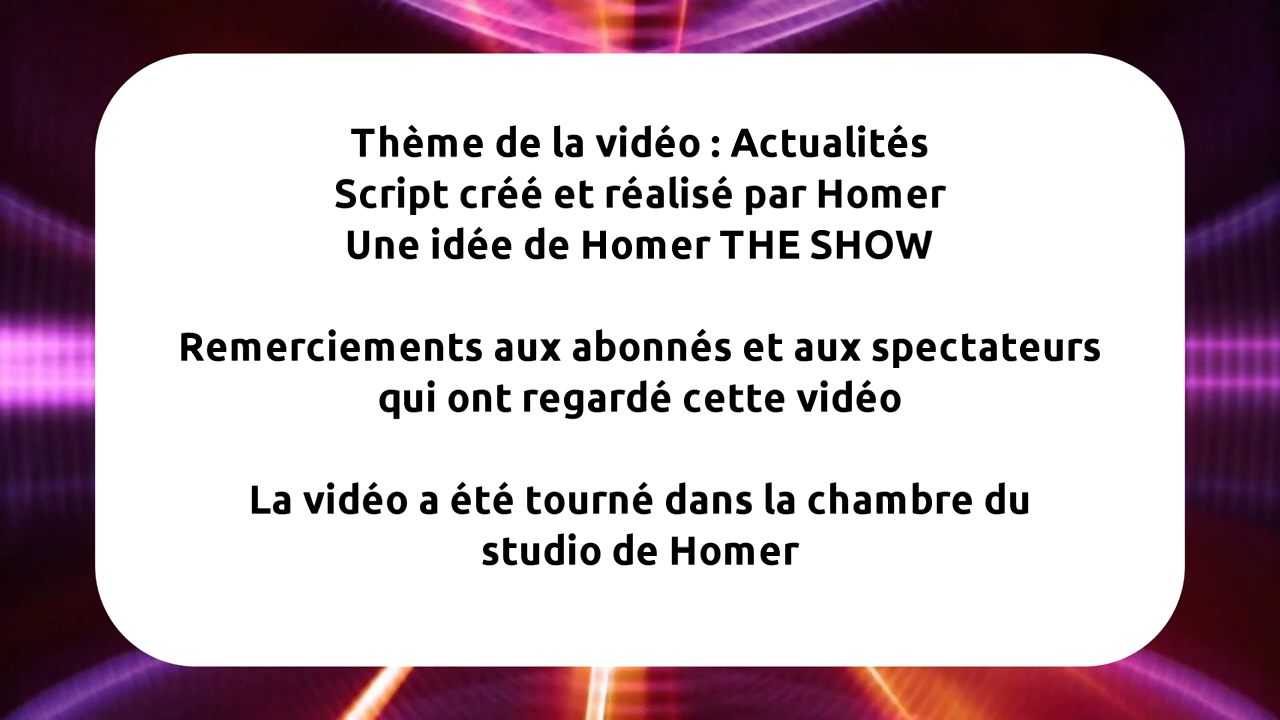 Thème de la vidéo : Actualités
Script créé et réalisé par Homer
Une idée de Homer THE SHOW
Remerciements aux abonnés et aux spectateurs
qui ont regardé cette vidéo
La vidéo a été tourné dans la chambre du
studio de Homer